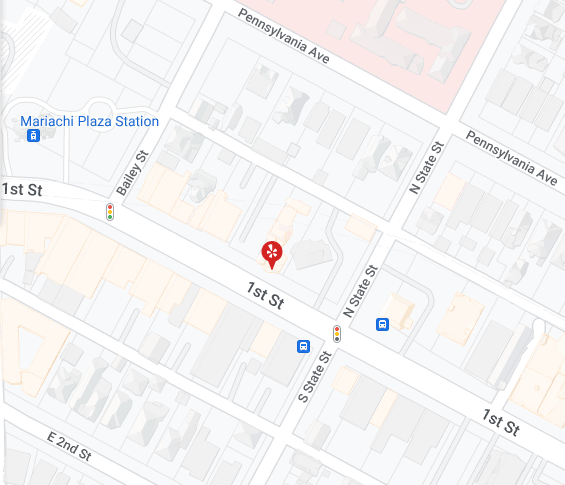 Pennsylvania Ave
Mariachi Plaza Station
Bailey St
N State St
Pennsylvania Ave
1st St
N State St
1st St
S State St
1st St
E 2nd St